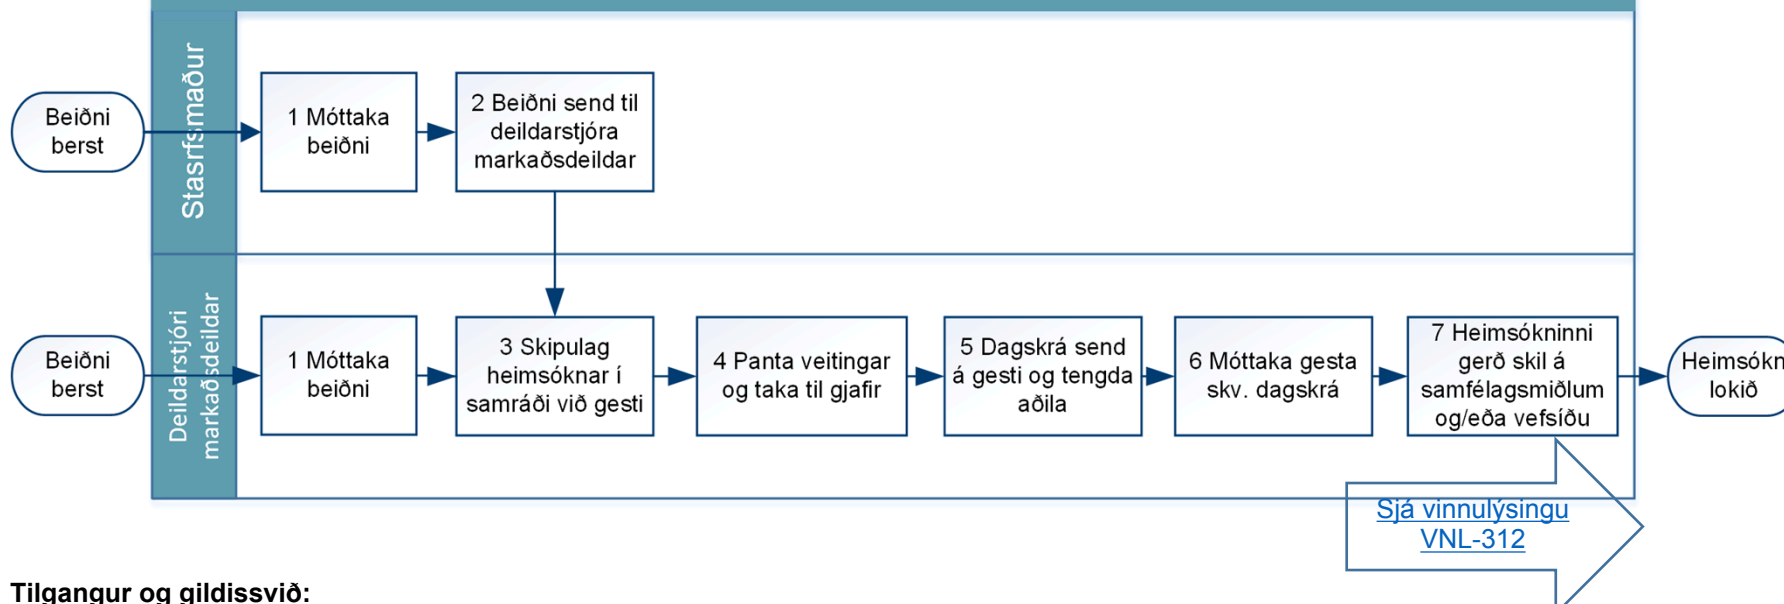 Stasrfsmaður
Beiðni
berst
1 Móttaka
beiðni
2 Beiðni send til
deildarstjóra
markaðsdeildar
Deildarstjóri
markaðsdeildar
Beiðni
berst
1 Móttaka
beiðni
3 Skipulag
heimsóknar í
samráði við gesti
4 Panta veitingar
og taka til gjafir
5 Dagskrá send
á gesti og tengda
aðila
6 Móttaka gesta
skv. dagskrá
7 Heimsókninni
gerð skil á
samfélagsmiðlum
og/eða vefsíðu
Heimsókn
lokið
Sjá vinnulýsingu
VNL-312
Tilgangur og gildissvið: